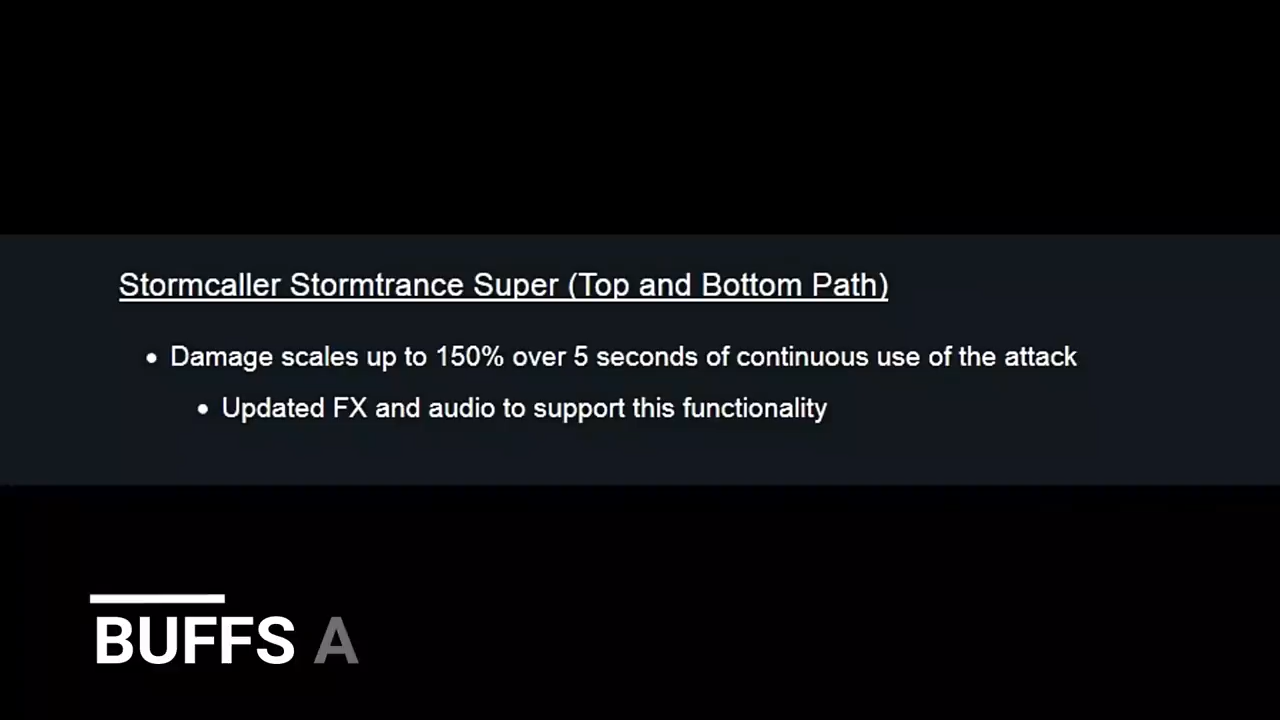 Stormcaller Stormtrance Super (Top and Bottom Path)
• Damage scales up to 150% over 5 seconds of continuous use of the attack
• Updated FX and audio to support this functionality
BUFFS A